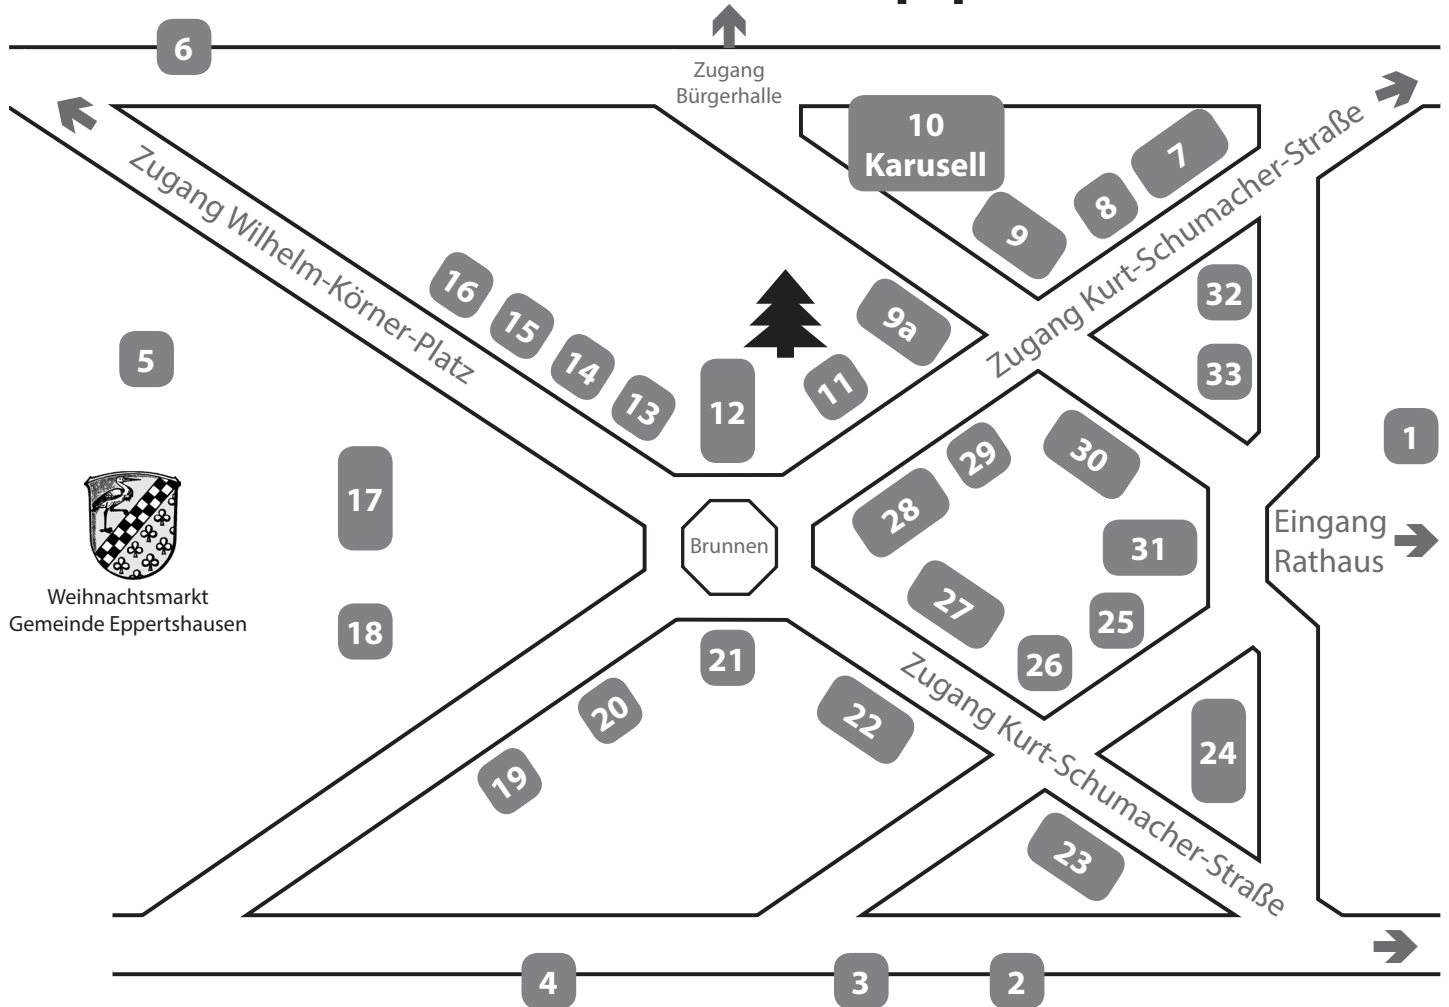 6
Zugang
Bürgerhalle
10
Karusell
7
8
9
Zugang Kurt-Schumacher-Straße
Zugang Wilhelm-Körner-Platz
16
15
14
13
12
11
9a
32
33
5
1
17
Weihnachtsmarkt
Gemeinde Eppertshausen
18
Brunnen
29
30
28
31
27
25
26
Eingang
Rathaus
21
20
19
22
Zugang Kurt-Schumacher-Straße
24
23
4
3
2